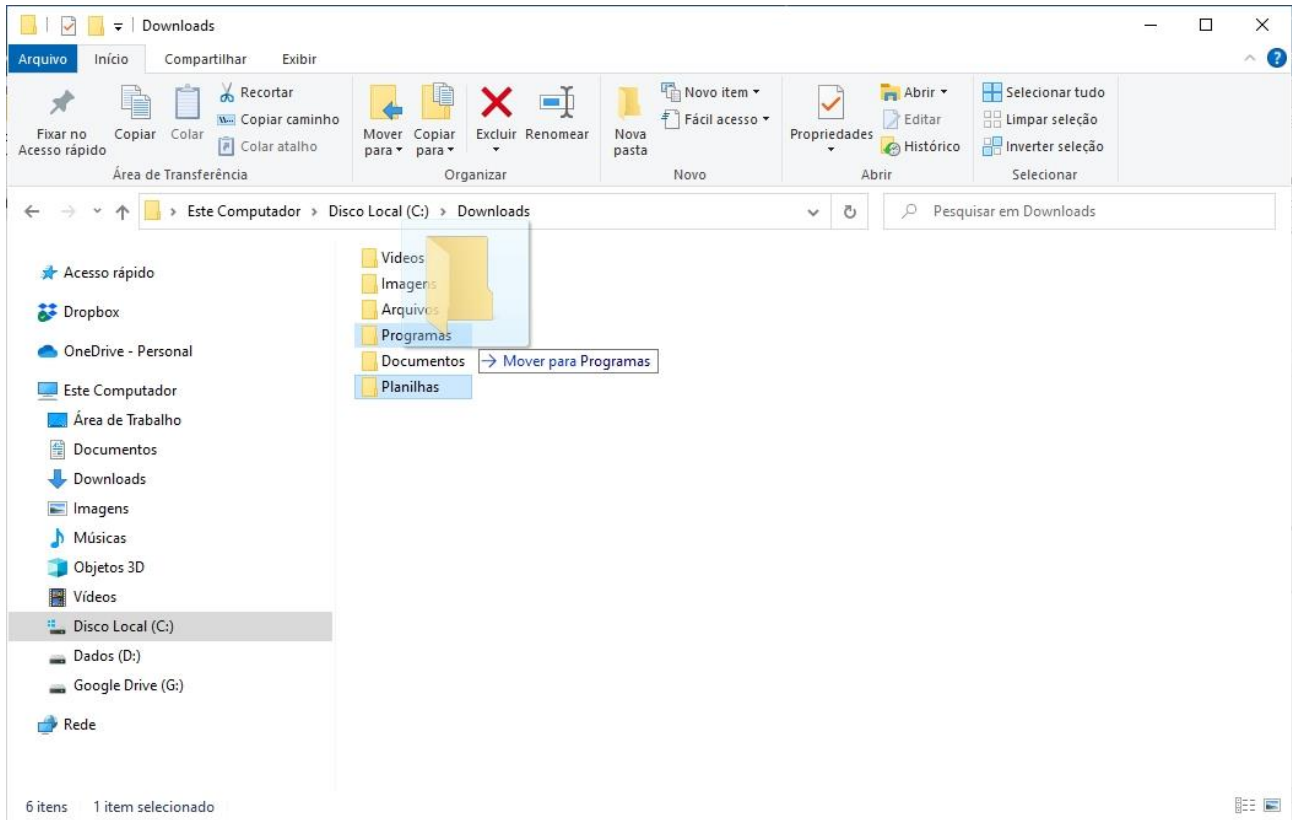 Downloads
Arquivo Início Compartilhar Exibir
Fixar no Acesso rápido
Copiar
Colar
Recortar
Copiar caminho
Colar atalho
Mover para
Copiar para
Excluir
Renomear
Nova pasta
Novo item
Fácil acesso
Propriedades
Abrir
Editar
Histórico
Selecionar tudo
Limpar seleção
Inverter seleção
Área de Transferência Organizar Novo Abrir Selecionar
Este Computador > Disco Local (C:) > Downloads
Pesquisar em Downloads
Acesso rápido
Dropbox
OneDrive - Personal
Este Computador
Área de Trabalho
Documentos
Downloads
Imagens
Músicas
Objetos 3D
Vídeos
Disco Local (C:)
Dados (D:)
Google Drive (G:)
Rede
Videos
Imagens
Arquivos
Programas
Documentos
Mover para Programas
Planilhas
6 itens 1 item selecionado